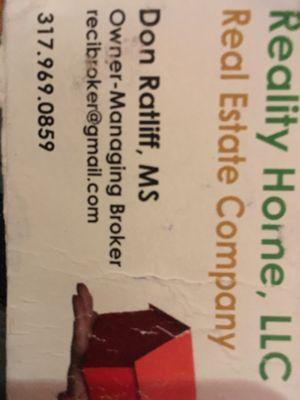 Reality Home, LLC
Real Estate Company
Don Ratliff, MS
Owner-Managing Broker
recibroker@gmail.com
317.969.0859